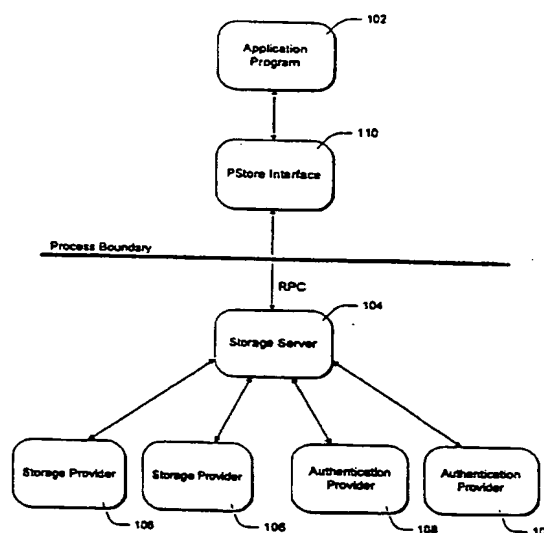 102
Application
Program
110
PStore Interface
Process Boundary
RPC
104
Storage Server
Storage Provider
Storage Provider
Authentication
Provider
Authentication
Provider
106
106
108